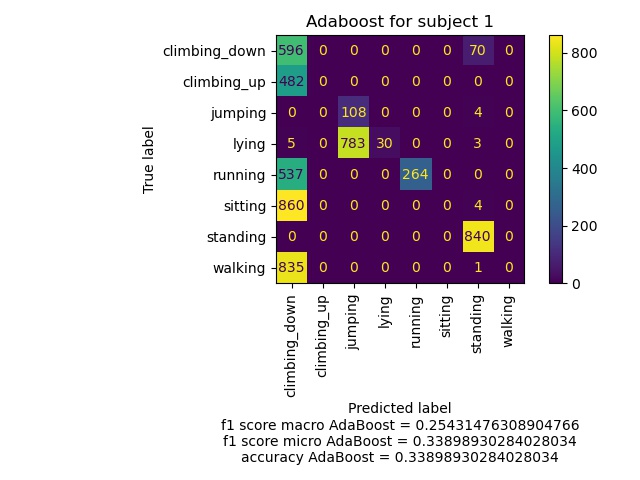 Adaboost for subject 1
climbing_down 596 0 0 0 0 0 70 0
climbing_up 482 0 0 0 0 0 0 0
jumping 0 0 108 0 0 0 4 0
lying 5 0 783 30 0 0 3 0
running 537 0 0 0 264 0 0 0
sitting 860 0 0 0 0 0 4 0
standing 0 0 0 0 0 0 840 0
walking 835 0 0 0 0 0 1 0
True label
climbing_down climbing_up jumping lying running sitting standing walking
800
600
400
200
0
Predicted label
f1 score macro AdaBoost = 0.25431476308904766
f1 score micro AdaBoost = 0.33898930284028034
accuracy AdaBoost = 0.33898930284028034